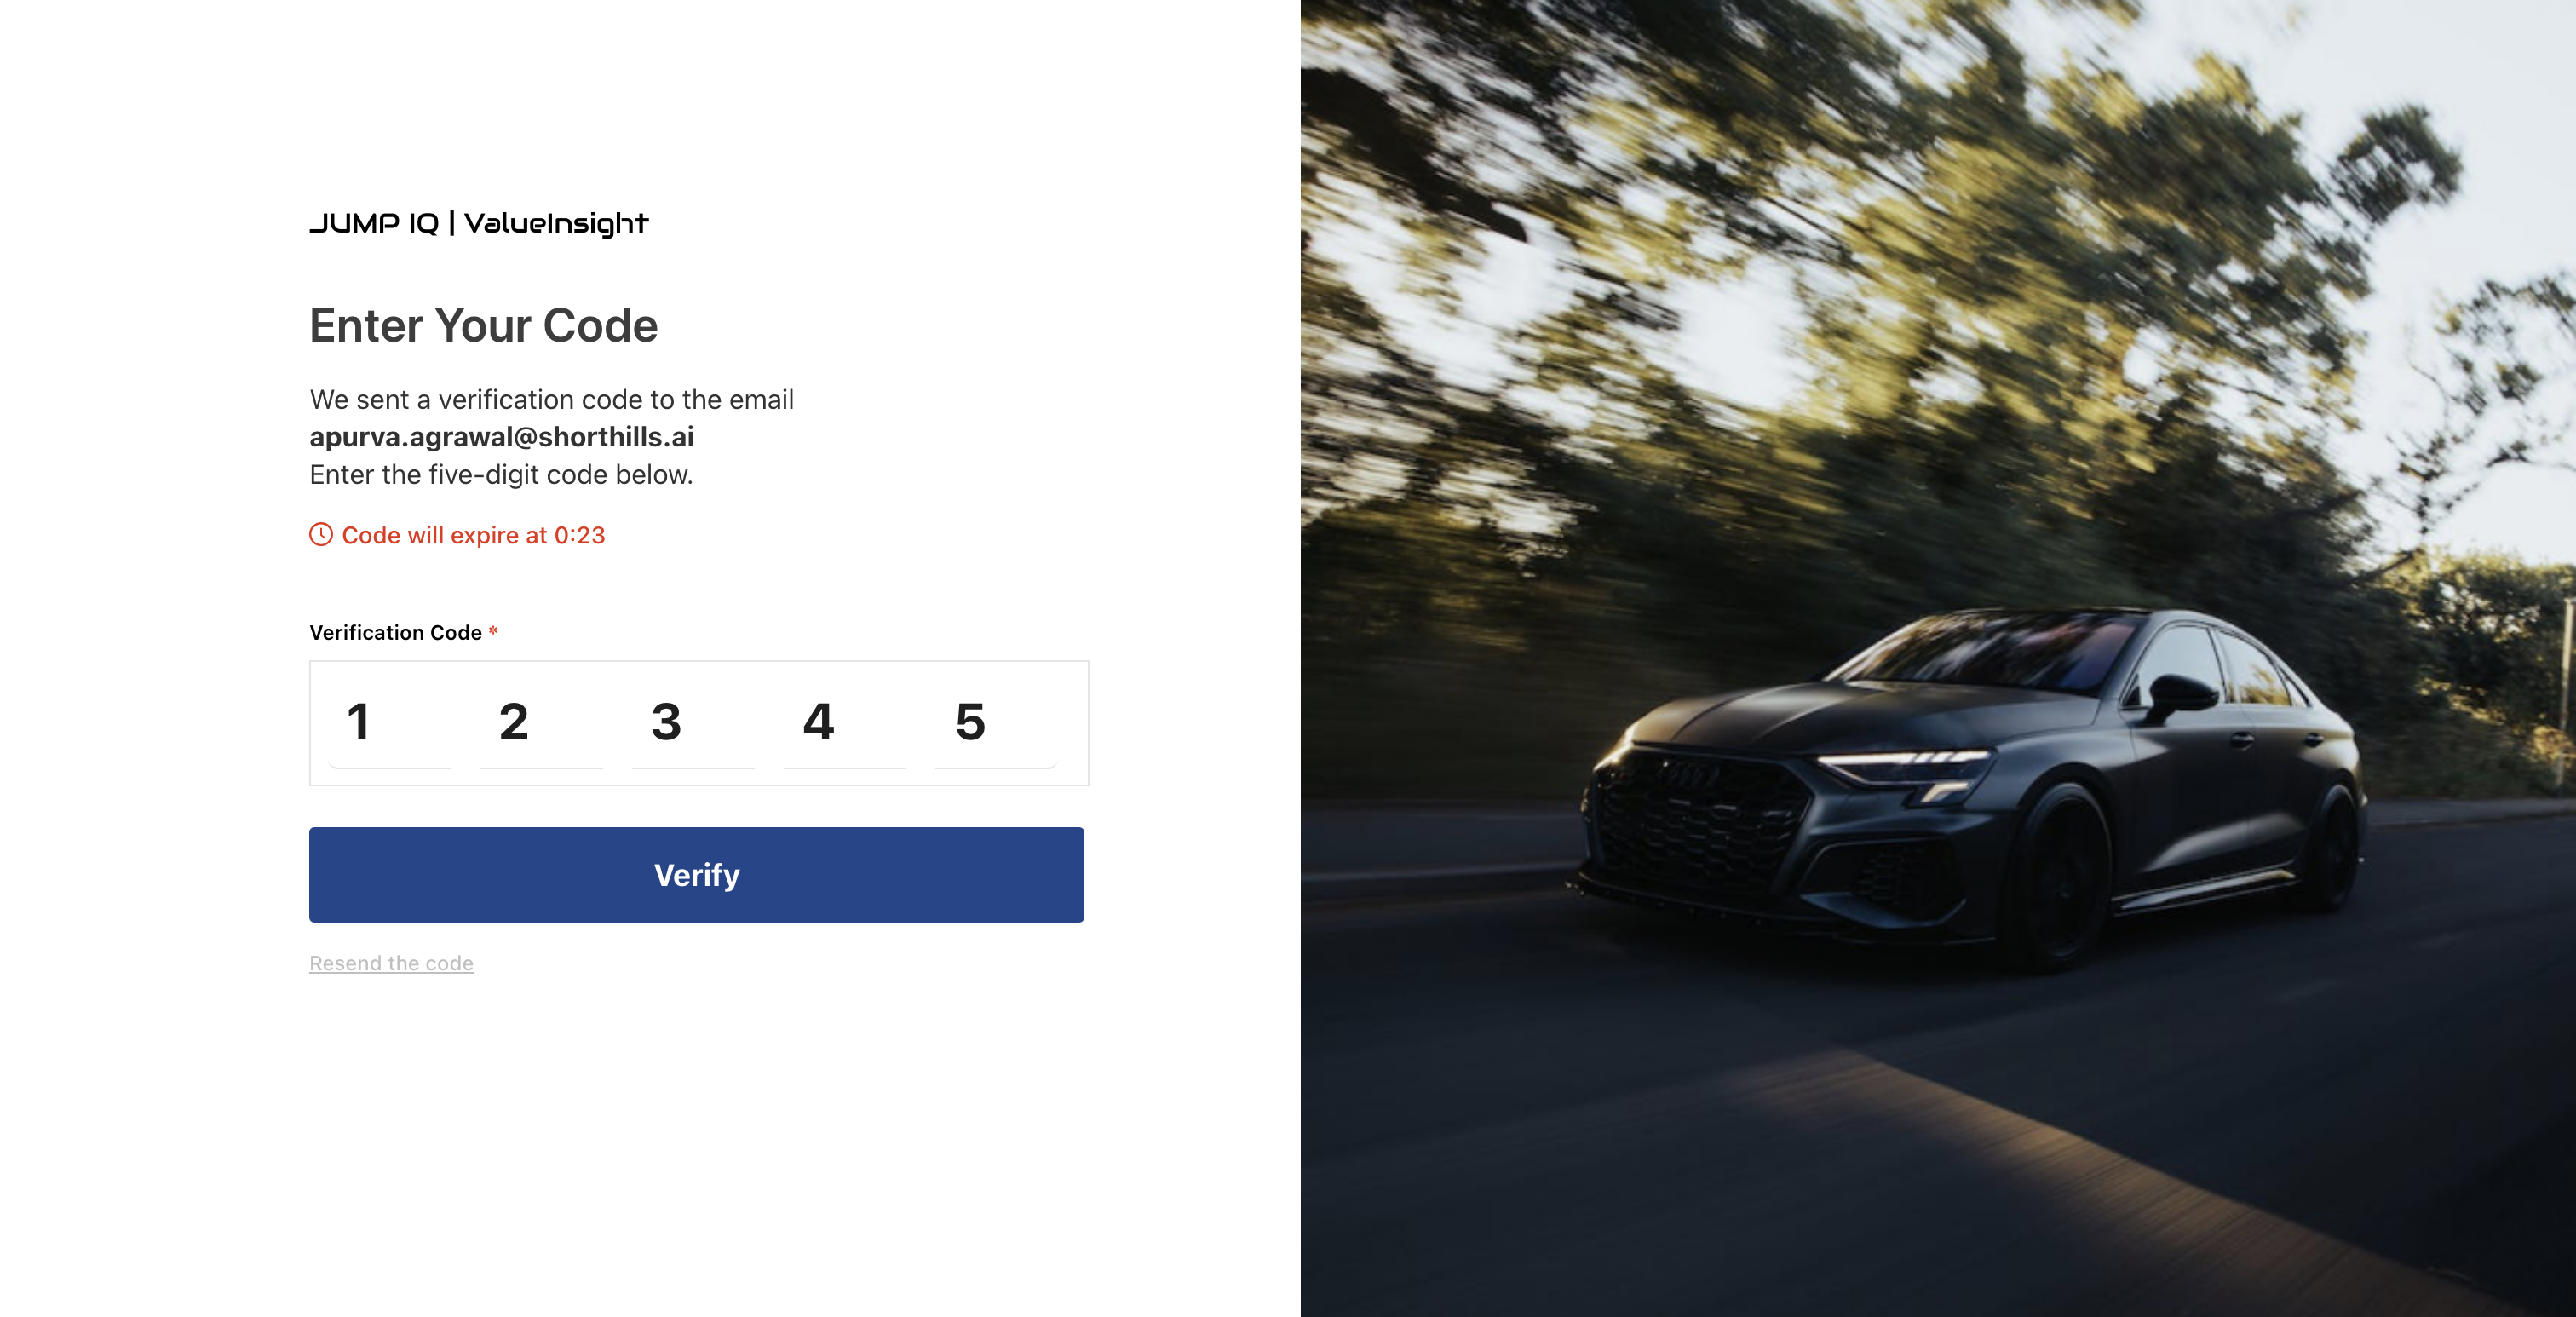 JUMP IQ | ValueInsight
Enter Your Code
We sent a verification code to the email
apurva.agrawal@shorthills.ai
Enter the five-digit code below.
Code will expire at 0:23
Verification Code *
1 2 3 4 5
Verify
Resend the code